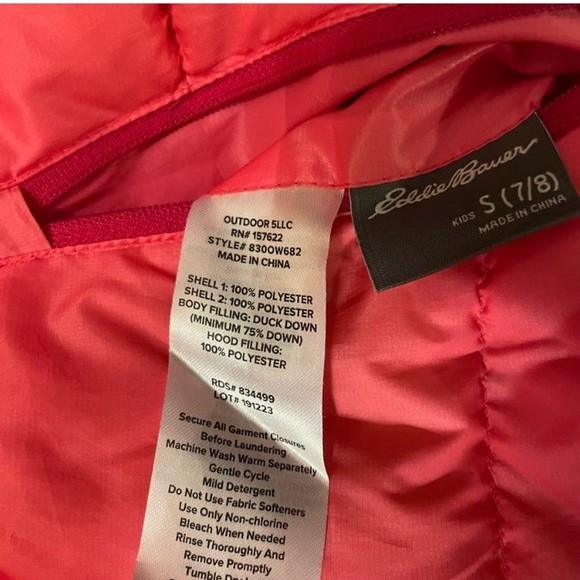 Eddie Bauer
KIDS S (7/8)
MADE IN CHINA
OUTDOOR 5LLC
RN# 157622
STYLE# 830OW682
MADE IN CHINA
SHELL 1: 100% POLYESTER
SHELL 2: 100% POLYESTER
BODY FILLING: DUCK DOWN
(MINIMUM 75% DOWN)
HOOD FILLING:
100% POLYESTER
RDS# 834499
LOT# 191223
Secure All Garment Closures
Before Laundering
Machine Wash Warm Separately
Gentle Cycle
Mild Detergent
Do Not Use Fabric Softeners
Use Only Non-chlorine
Bleach When Needed
Rinse Thoroughly And
Remove Promptly
Tumble